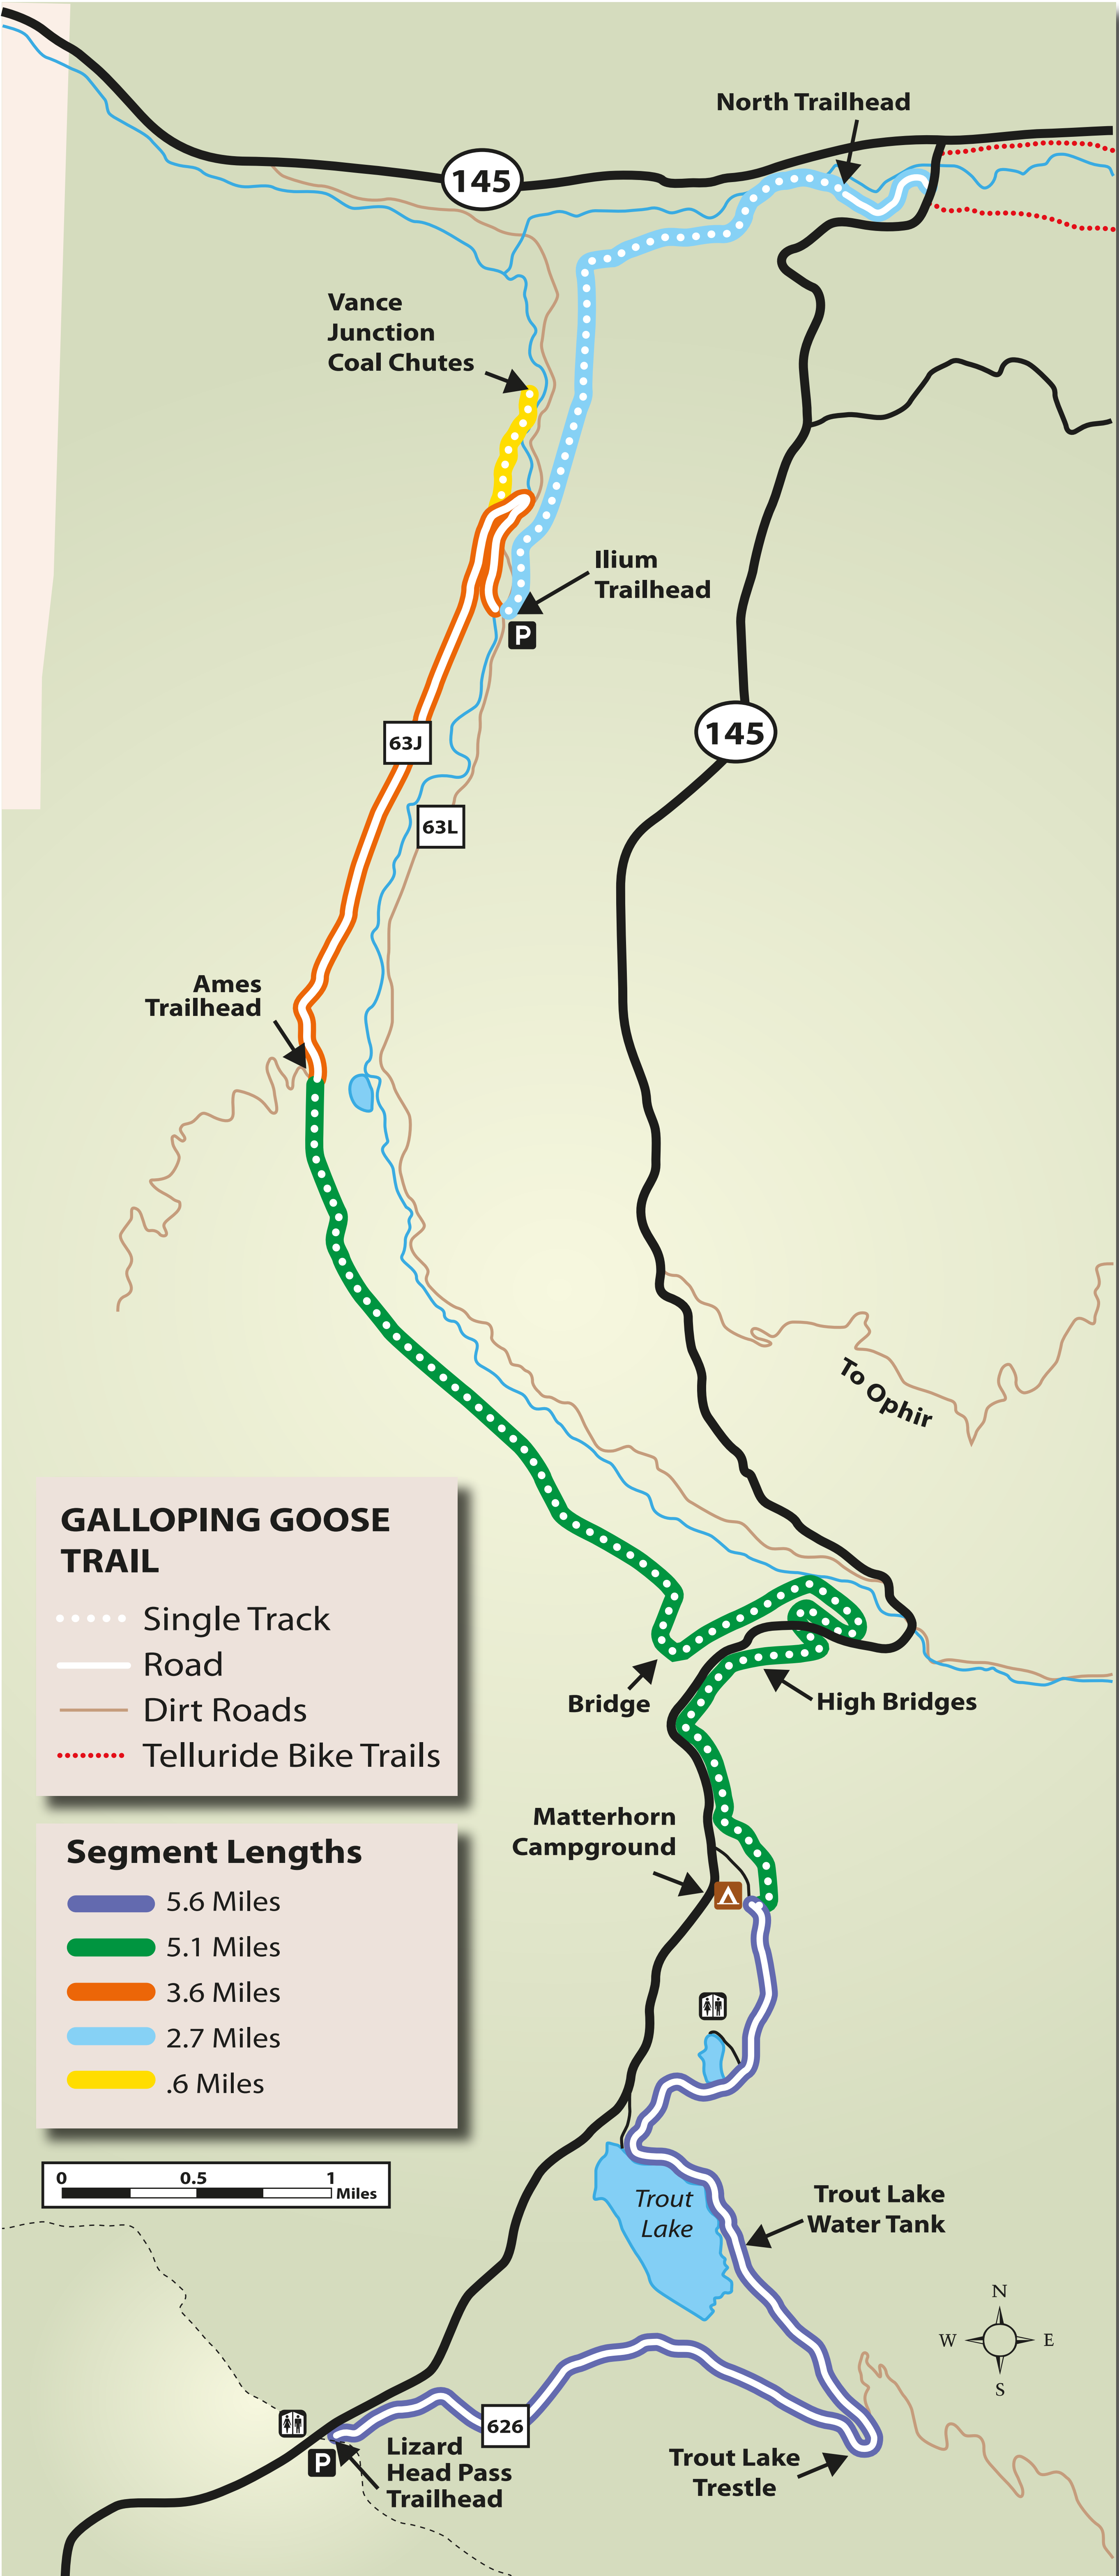 North Trailhead
145
Vance
Junction
Coal Chutes
Ilium
Trailhead
P
145
63J
63L
Ames
Trailhead
To Ophir
GALLOPING GOOSE
TRAIL
Single Track
Road
Dirt Roads
Telluride Bike Trails
Bridge
High Bridges
Matterhorn
Campground
Segment Lengths
5.6 Miles
5.1 Miles
3.6 Miles
2.7 Miles
.6 Miles
0 0.5 1 Miles
Trout
Lake
Trout Lake
Water Tank
N
W E
S
626
P
Lizard
Head Pass
Trailhead
Trout Lake
Trestle